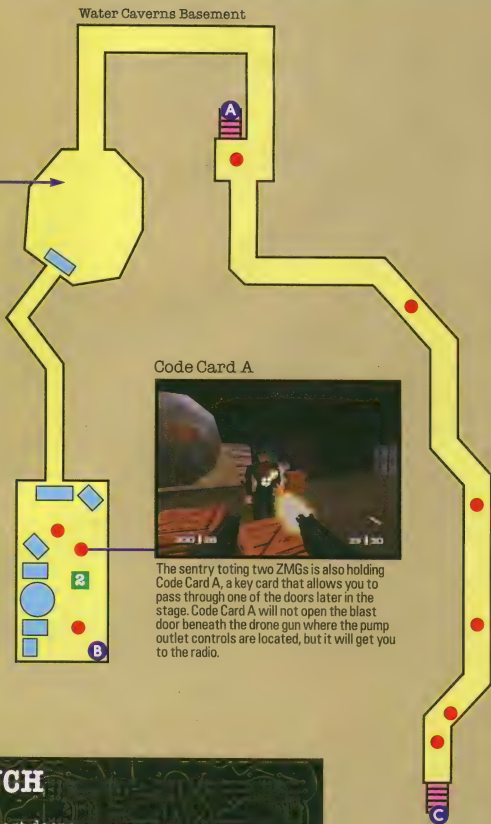 Water Caverns Basement
A
Code Card A
The sentry toting two ZMGs is also holding
Code Card A, a key card that allows you to
pass through one of the doors later in the
stage. Code Card A will not open the blast
door beneath the drone gun where the pump
outlet controls are located, but it will get you
to the radio.
2
B
C